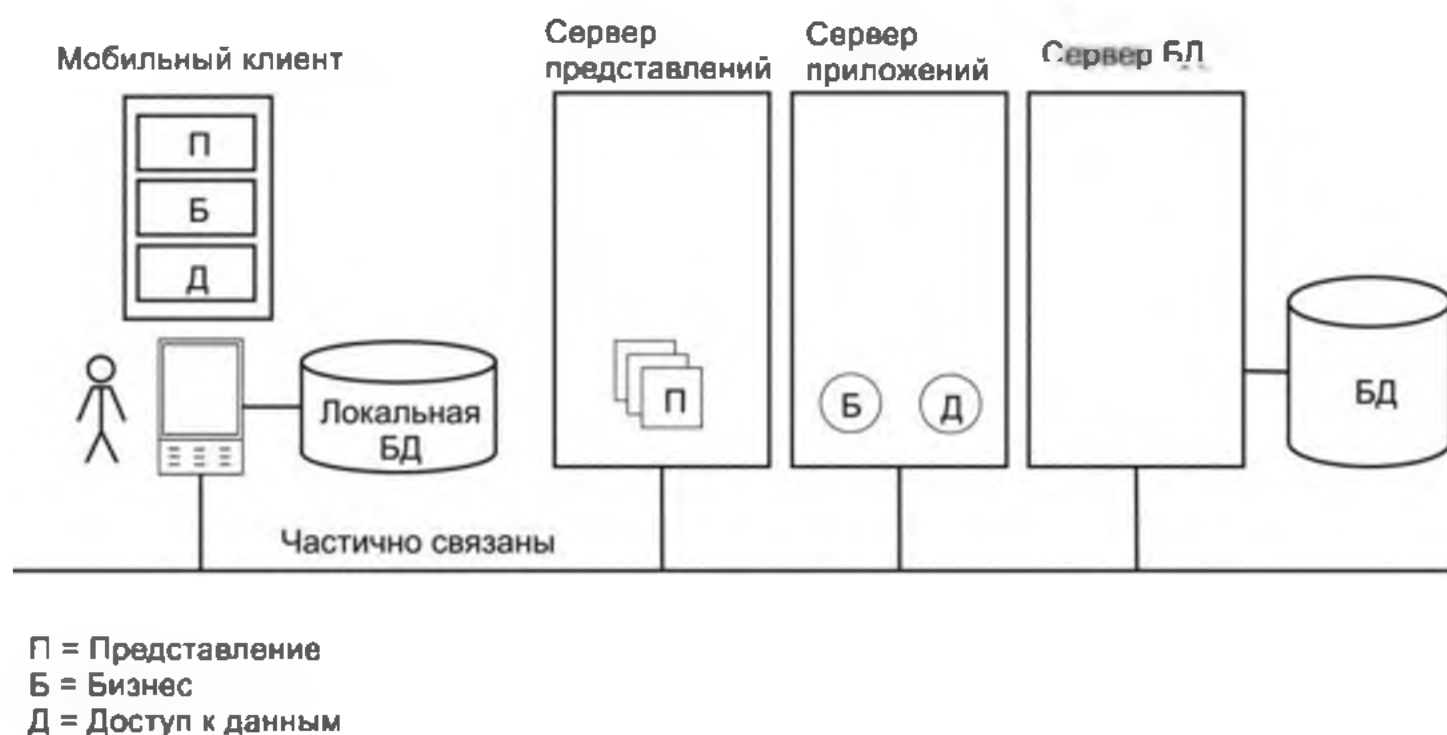 Мобильный клиент
Сервер
представлений
Сервер
приложений
Сервер БД
П
Б
Д
Локальная
БД
П
Б
Д
БД
Частично связаны
П = Представление
Б = Бизнес
Д = Доступ к данным